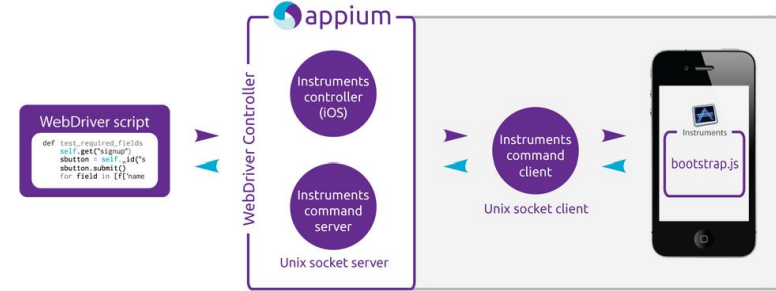 appium
WebDriver script
def test_required_fields
self.get("signup")
sbutton = self._id("s
sbutton.submit()
for field in [f['name
WebDriver Controller
Instruments
controller
(iOS)
Instruments
command
server
Unix socket server
Instruments
command
client
Unix socket client
Instruments
bootstrap.js